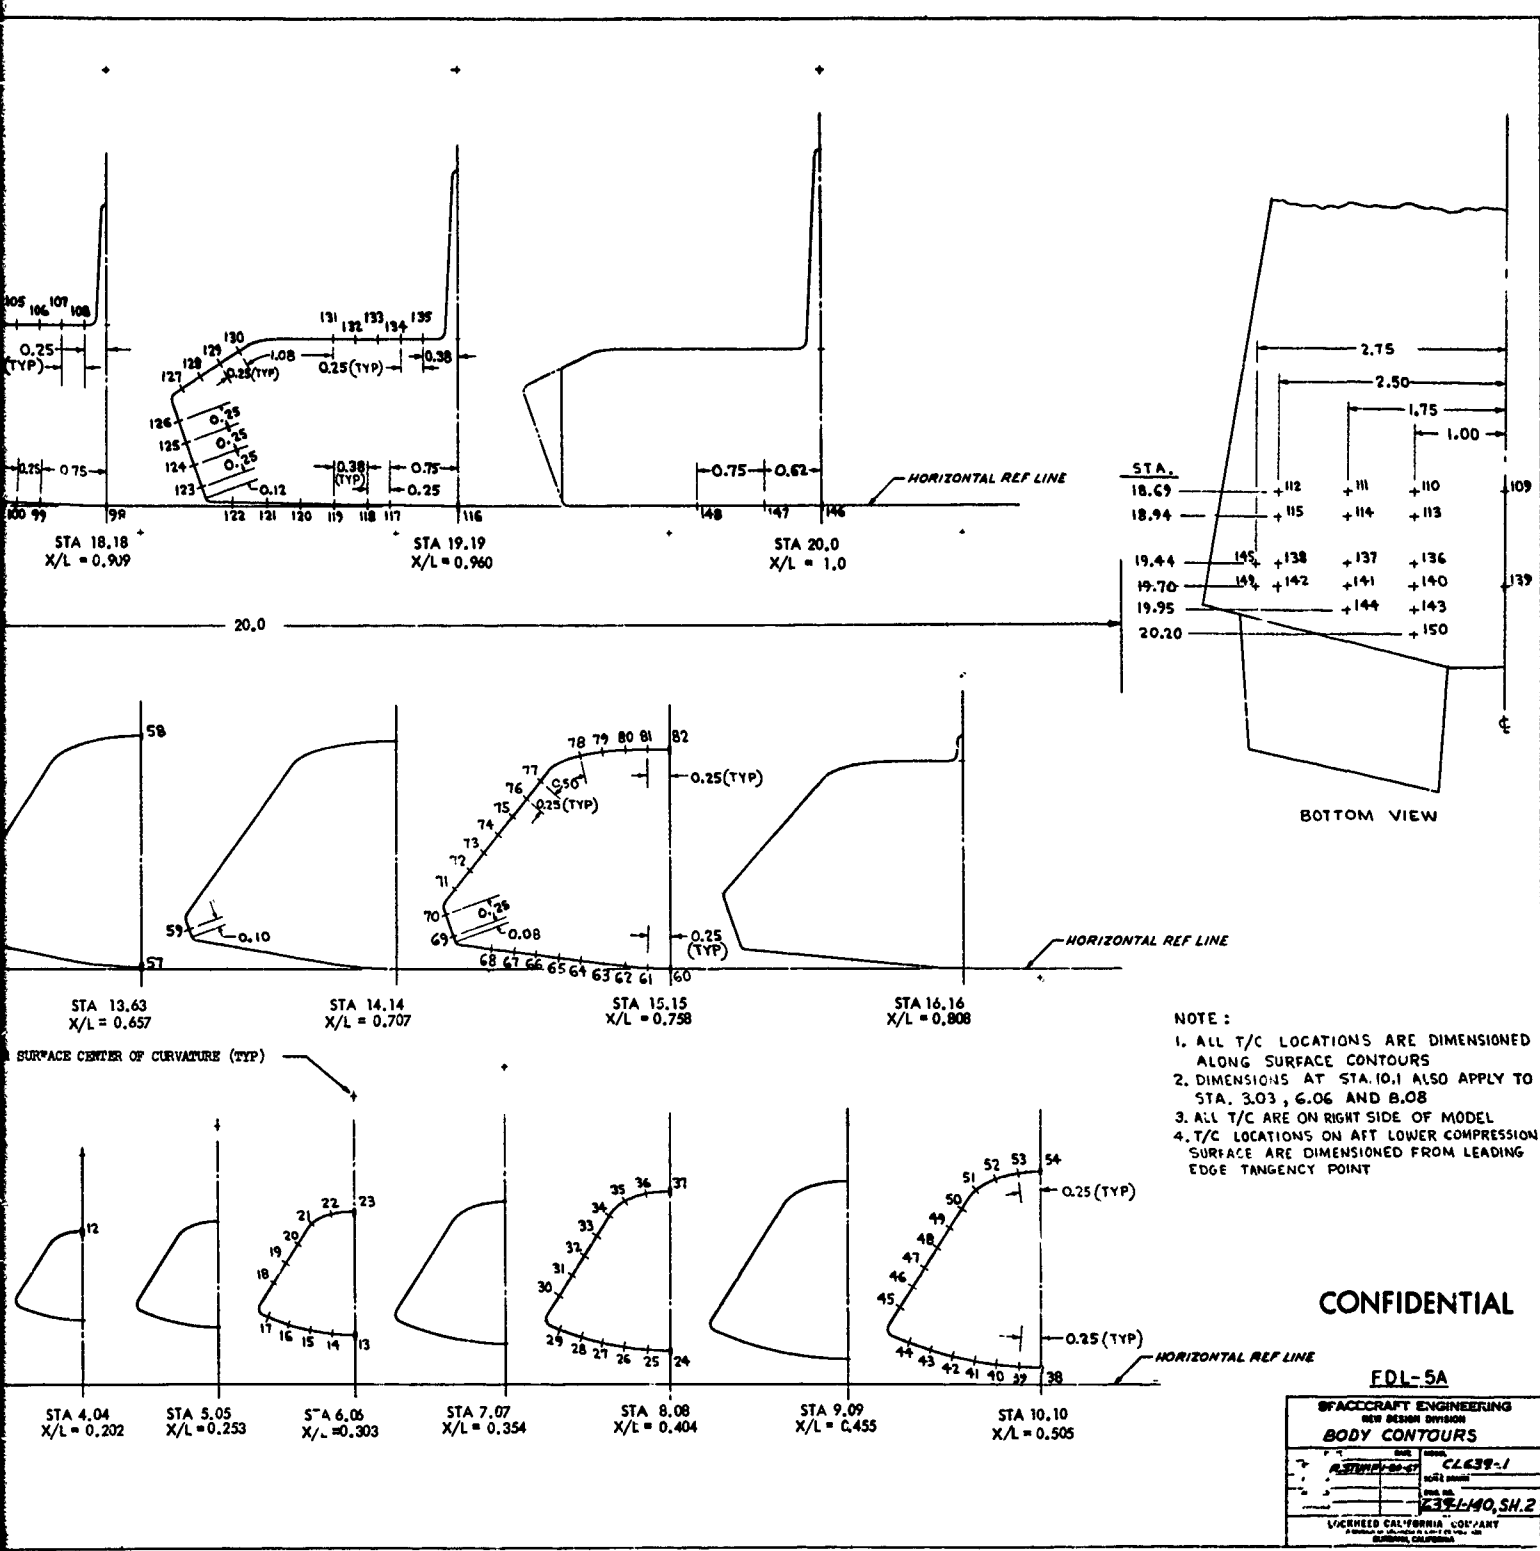 105
106
107
108
0.25
(TYP)
0.25
0.75
100
99
98
STA 18.18
X/L = 0.909
127
128
129
130
131
132
133
134
135
1.08
0.25(TYP)
0.25(TYP)
0.38
126
125
124
123
0.25
0.25
0.25
0.12
0.38
(TYP)
0.75
0.25
122
121
120
119
118
117
116
STA 19.19
X/L = 0.960
0.75
0.62
148
147
146
HORIZONTAL REF LINE
STA 20.0
X/L = 1.0
2.75
2.50
1.75
1.00
STA.
18.69
112
111
110
109
18.94
115
114
113
19.44
145
138
137
136
19.70
149
142
141
140
139
19.95
144
143
20.20
150
BOTTOM VIEW
20.0
58
57
STA 13.63
X/L = 0.657
59
0.10
STA 14.14
X/L = 0.707
78
79
80
81
82
77
76
75
74
73
72
71
70
69
0.50
0.25(TYP)
0.25(TYP)
0.25
0.08
0.25
(TYP)
68
67
66
65
64
63
62
61
60
STA 15.15
X/L = 0.758
HORIZONTAL REF LINE
STA 16.16
X/L = 0.808
NOTE :
1. ALL T/C LOCATIONS ARE DIMENSIONED
ALONG SURFACE CONTOURS
2. DIMENSIONS AT STA.10.1 ALSO APPLY TO
STA. 3.03 , 6.06 AND 8.08
3. ALL T/C ARE ON RIGHT SIDE OF MODEL
4. T/C LOCATIONS ON AFT LOWER COMPRESSION
SURFACE ARE DIMENSIONED FROM LEADING
EDGE TANGENCY POINT
SURFACE CENTER OF CURVATURE (TYP)
12
STA 4.04
X/L = 0.202
STA 5.05
X/L = 0.253
23
22
21
20
19
18
17
16
15
14
13
STA 6.06
X/L = 0.303
STA 7.07
X/L = 0.354
37
36
35
34
33
32
31
30
29
28
27
26
25
24
STA 8.08
X/L = 0.404
STA 9.09
X/L = 0.455
54
53
52
51
50
49
48
47
46
45
44
43
42
41
40
39
38
0.25(TYP)
0.25(TYP)
HORIZONTAL REF LINE
STA 10.10
X/L = 0.505
CONFIDENTIAL
FDL-5A
SPACECRAFT ENGINEERING
NEW DESIGN DIVISION
BODY CONTOURS
DATE
MODEL
R.STUMP
CL639-1
DWG. NO.
639-1-140, SH.2
LOCKHEED CALIFORNIA COMPANY
BURBANK, CALIFORNIA